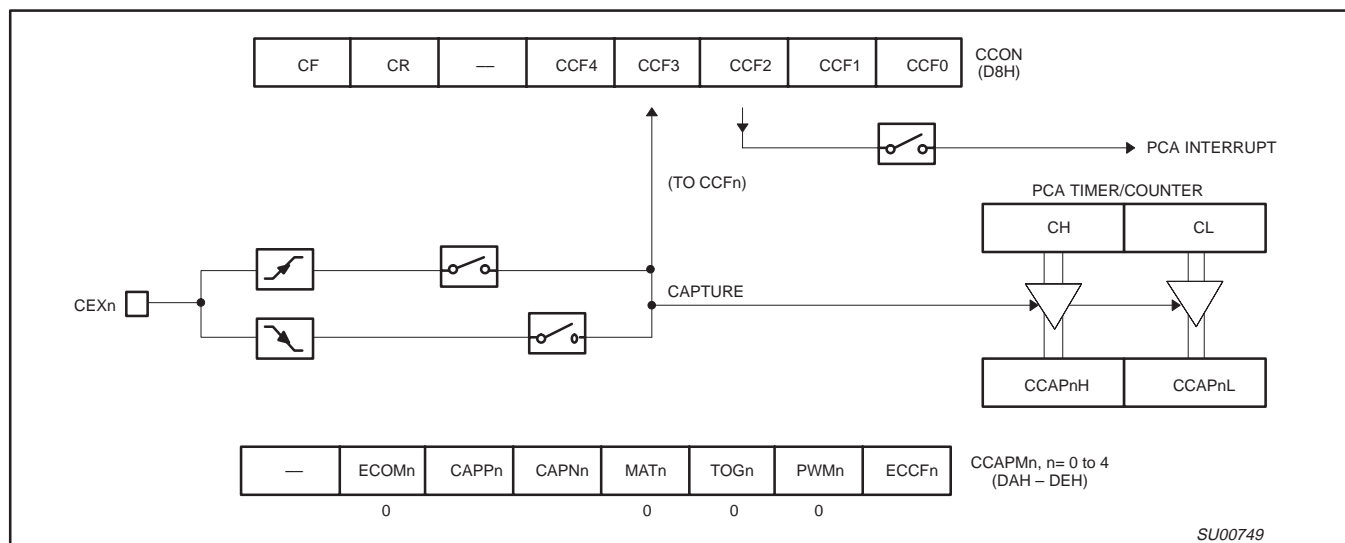 CF CR — CCF4 CCF3 CCF2 CCF1 CCF0
CCON
(D8H)
PCA INTERRUPT
(TO CCFn)
PCA TIMER/COUNTER
CH CL
CEXn
CAPTURE
CCAPnH CCAPnL
— ECOMn CAPPn CAPNn MATn TOGn PWMn ECCFn
CCAPMn, n= 0 to 4
(DAH – DEH)
0 0 0 0
SU00749